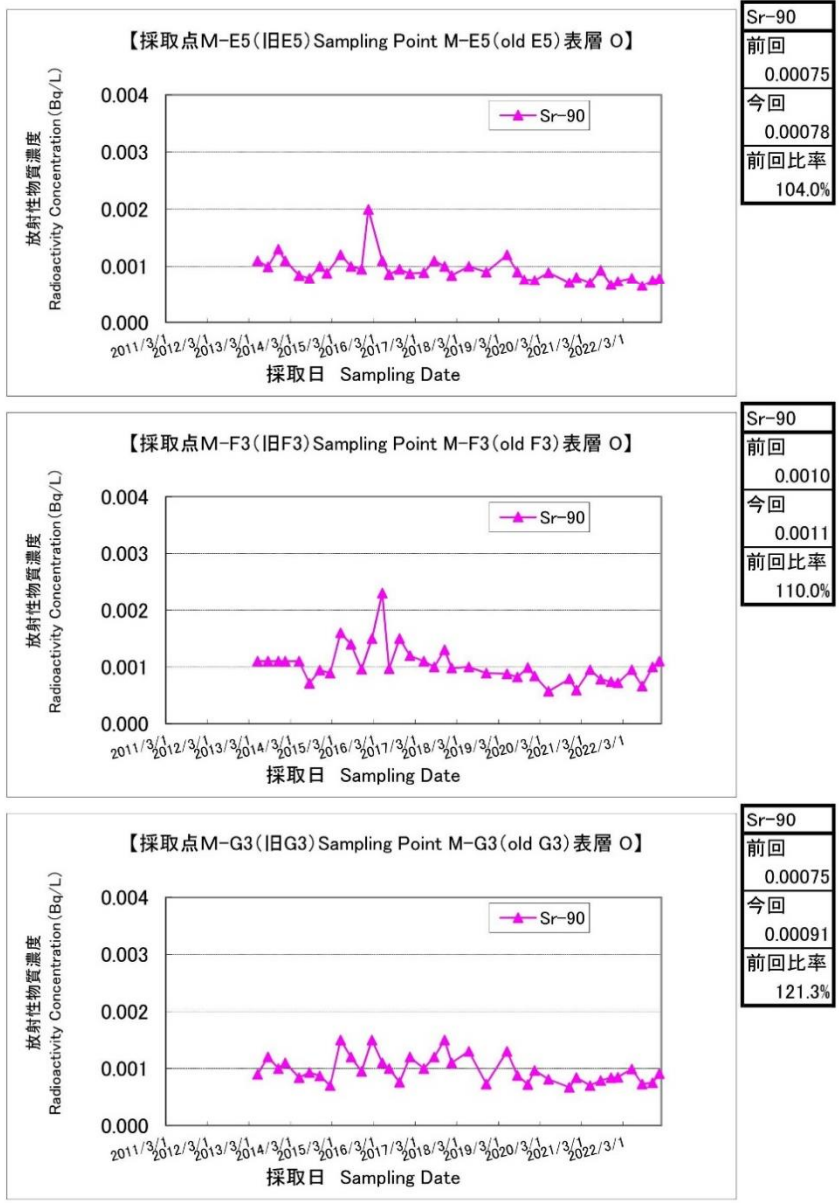 【採取点M-E5(旧E5)Sampling Point M-E5(old E5)表層 O】
放射性物質濃度
Radioactivity Concentration(Bq/L)
0.004
0.003
0.002
0.001
0.000
Sr-90
2011/3/1
2012/3/1
2013/3/1
2014/3/1
2015/3/1
2016/3/1
2017/3/1
2018/3/1
2019/3/1
2020/3/1
2021/3/1
2022/3/1
採取日 Sampling Date
Sr-90
前回
0.00075
今回
0.00078
前回比率
104.0%
【採取点M-F3(旧F3)Sampling Point M-F3(old F3)表層 O】
放射性物質濃度
Radioactivity Concentration(Bq/L)
0.004
0.003
0.002
0.001
0.000
Sr-90
2011/3/1
2012/3/1
2013/3/1
2014/3/1
2015/3/1
2016/3/1
2017/3/1
2018/3/1
2019/3/1
2020/3/1
2021/3/1
2022/3/1
採取日 Sampling Date
Sr-90
前回
0.0010
今回
0.0011
前回比率
110.0%
【採取点M-G3(旧G3)Sampling Point M-G3(old G3)表層 O】
放射性物質濃度
Radioactivity Concentration(Bq/L)
0.004
0.003
0.002
0.001
0.000
Sr-90
2011/3/1
2012/3/1
2013/3/1
2014/3/1
2015/3/1
2016/3/1
2017/3/1
2018/3/1
2019/3/1
2020/3/1
2021/3/1
2022/3/1
採取日 Sampling Date
Sr-90
前回
0.00075
今回
0.00091
前回比率
121.3%